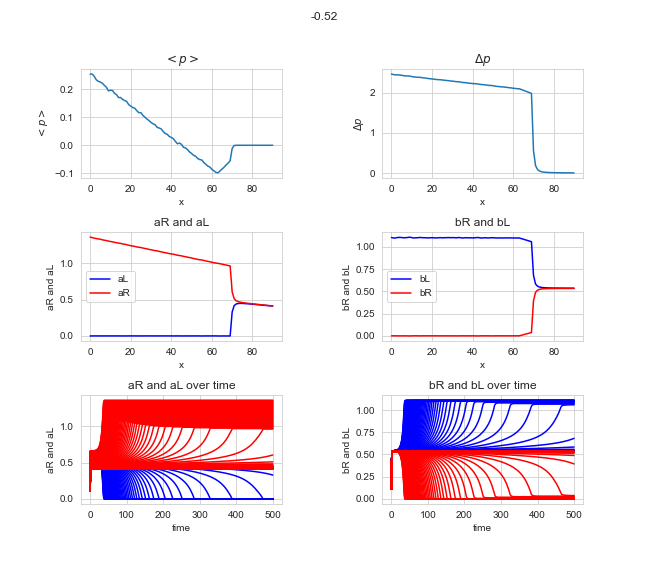 -0.52
< p >
Δp
< p >
0.2
0.1
0.0
−0.1
0 20 40 60 80
x
Δp
2
1
0
0 20 40 60 80
x
aR and aL
bR and bL
aR and aL
1.0
0.5
0.0
aL
aR
0 20 40 60 80
x
bR and bL
1.00
0.75
0.50
0.25
0.00
bL
bR
0 20 40 60 80
x
aR and aL over time
bR and bL over time
aR and aL
1.0
0.5
0.0
0 100 200 300 400 500
time
bR and bL
1.00
0.75
0.50
0.25
0.00
0 100 200 300 400 500
time